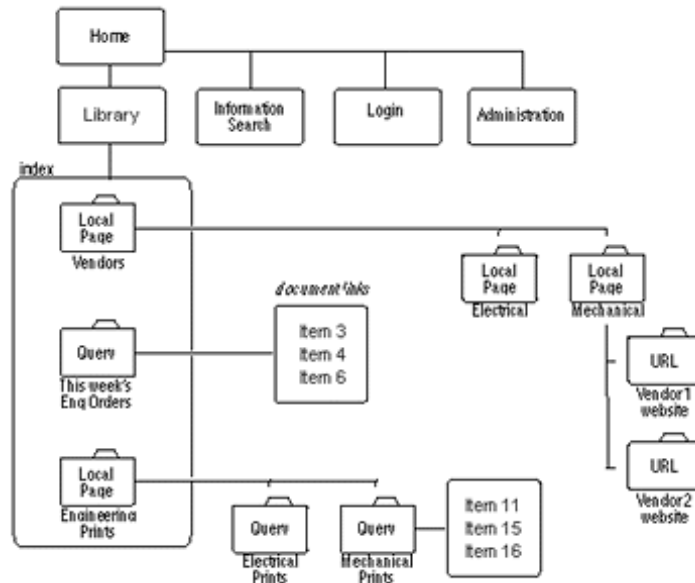 Home
Library
Information
Search
Login
Administration
index
Local
Page
Vendors
Local
Page
Electrical
Local
Page
Mechanical
document links
Item 3
Item 4
Item 6
Query
This week's
Eng Orders
URL
Vendor1
website
URL
Vendor2
website
Local
Page
Engineering
Prints
Query
Electrical
Prints
Query
Mechanical
Prints
Item 11
Item 15
Item 16